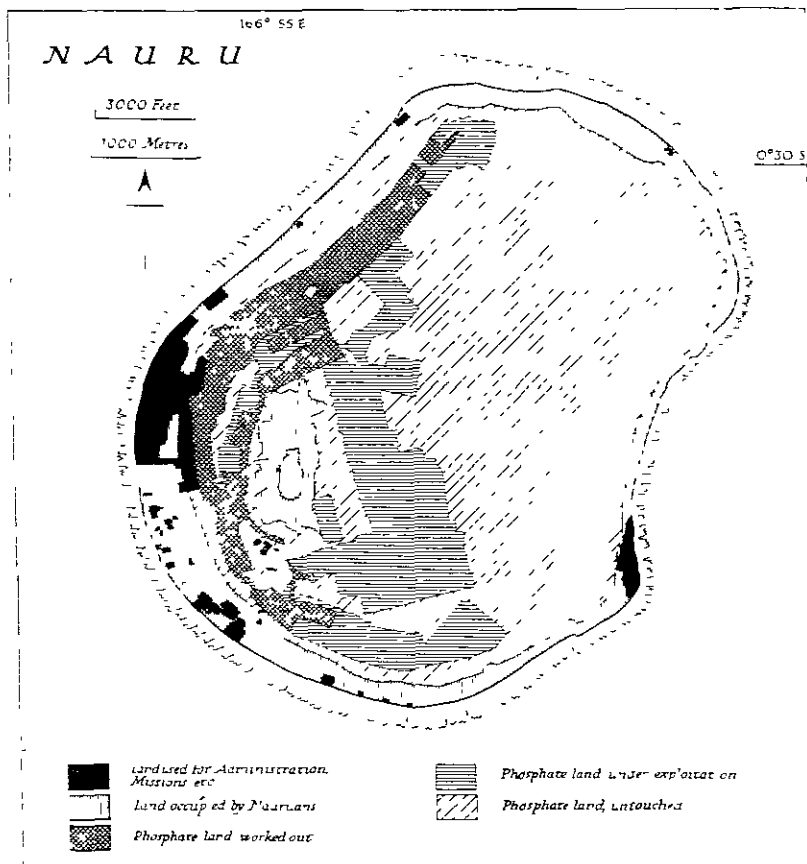 166° 55 E
NAURU
3000 Feet
1000 Metres
0°30 S
Land used for Administration,
Missions etc
Land occupied by Naurians
Phosphate land worked out
Phosphate land under exploitation
Phosphate land, untouched